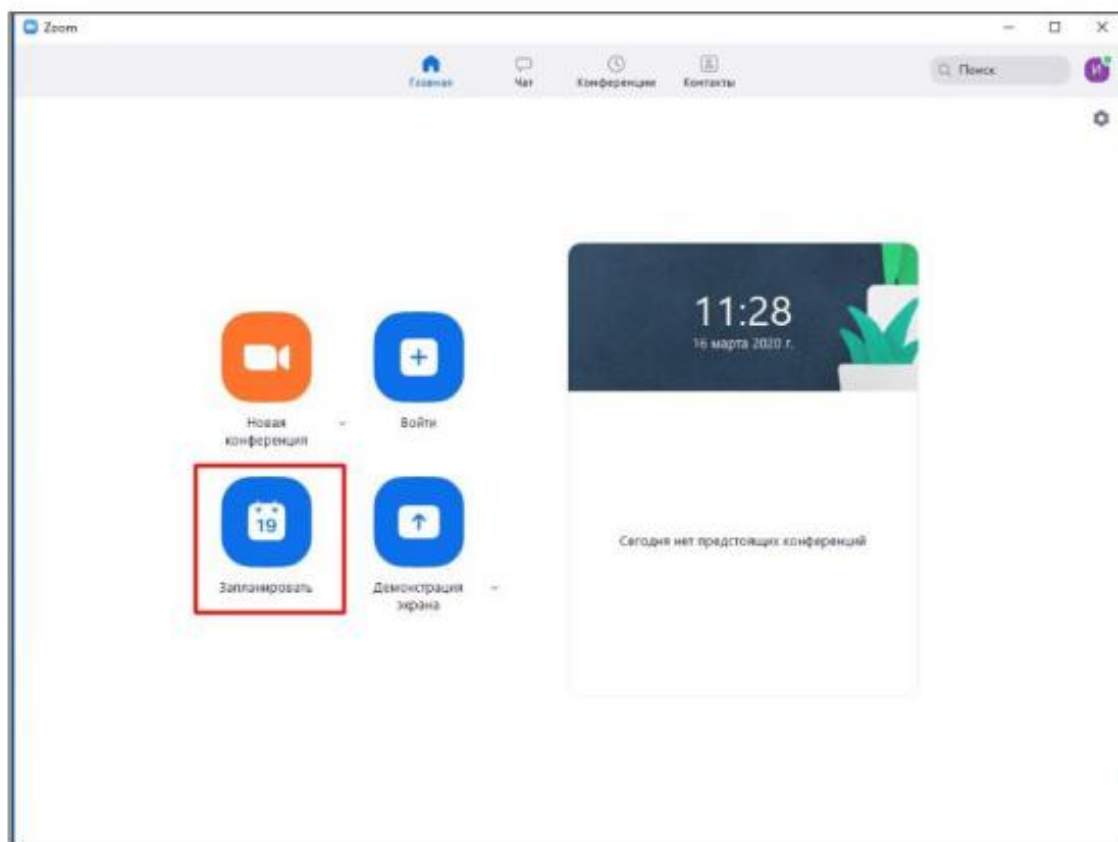 Zoom
Главная
Чат
Конференции
Контакты
Поиск
И
11:28
16 марта 2020 г.
Новая
конференция
Войти
19
Запланировать
Демонстрация
экрана
Сегодня нет предстоящих конференций